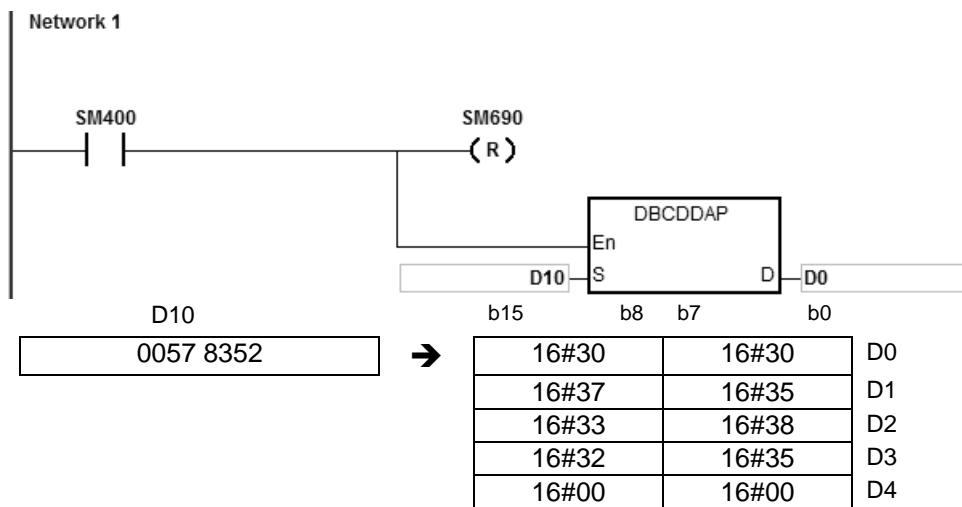 Network 1
SM400 SM690
( R )
DBCDDAP
En
D10 S D D0
D10 b15 b8 b7 b0
0057 8352 ➔ 16#30 16#30 D0
16#37 16#35 D1
16#33 16#38 D2
16#32 16#35 D3
16#00 16#00 D4